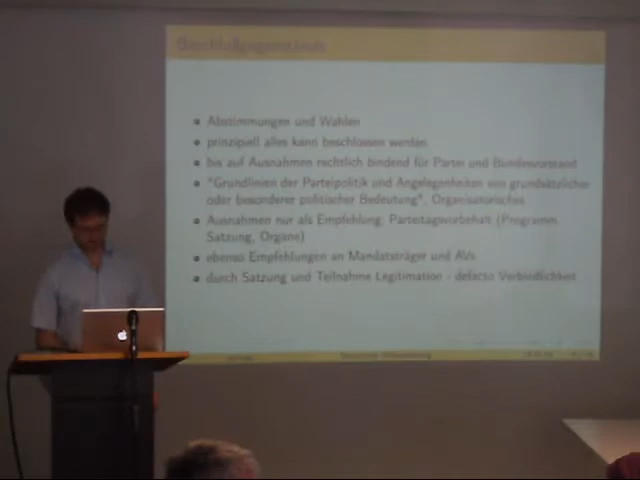 Beschlußgegenstände
Abstimmungen und Wahlen
prinzipiell alles kann beschlossen werden
bis auf Ausnahmen rechtlich bindend für Partei und Bundesvorstand
"Grundlinien der Parteipolitik und Angelegenheiten von grundsätzlicher
oder besonderer politischer Bedeutung", Organisatorisches
Ausnahmen nur als Empfehlung: Parteitagsvorbehalt (Programm,
Satzung, Organe)
ebenso Empfehlungen an Mandatsträger und AVs
durch Satzung und Teilnahme Legitimation - defacto Verbindlichkeit